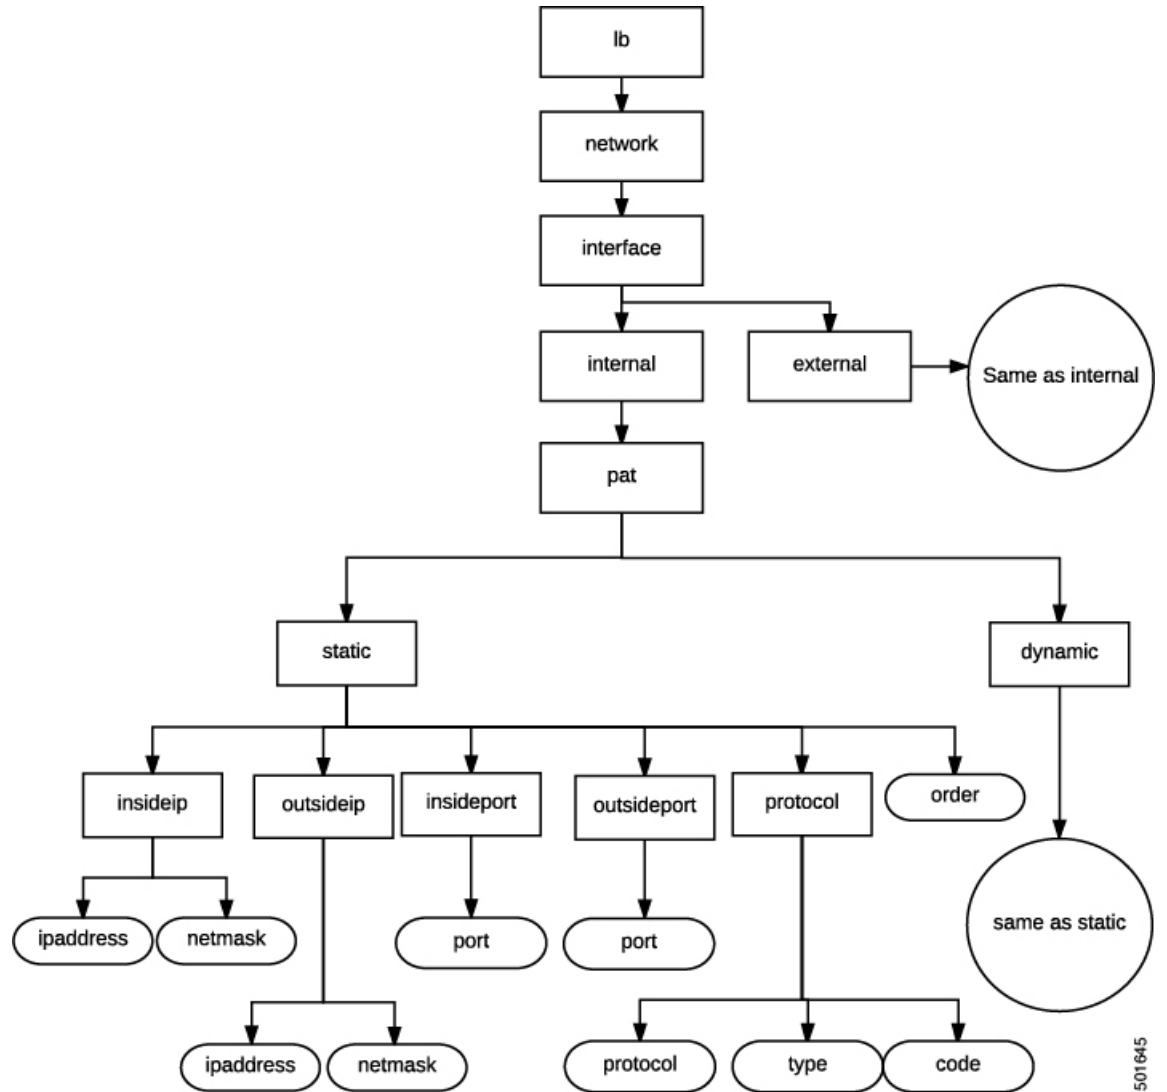 lb
network
interface
internal
external
Same as internal
pat
static
dynamic
insideip
outsideip
insideport
outsideport
protocol
order
ipaddress
netmask
port
port
same as static
ipaddress
netmask
protocol
type
code
501645